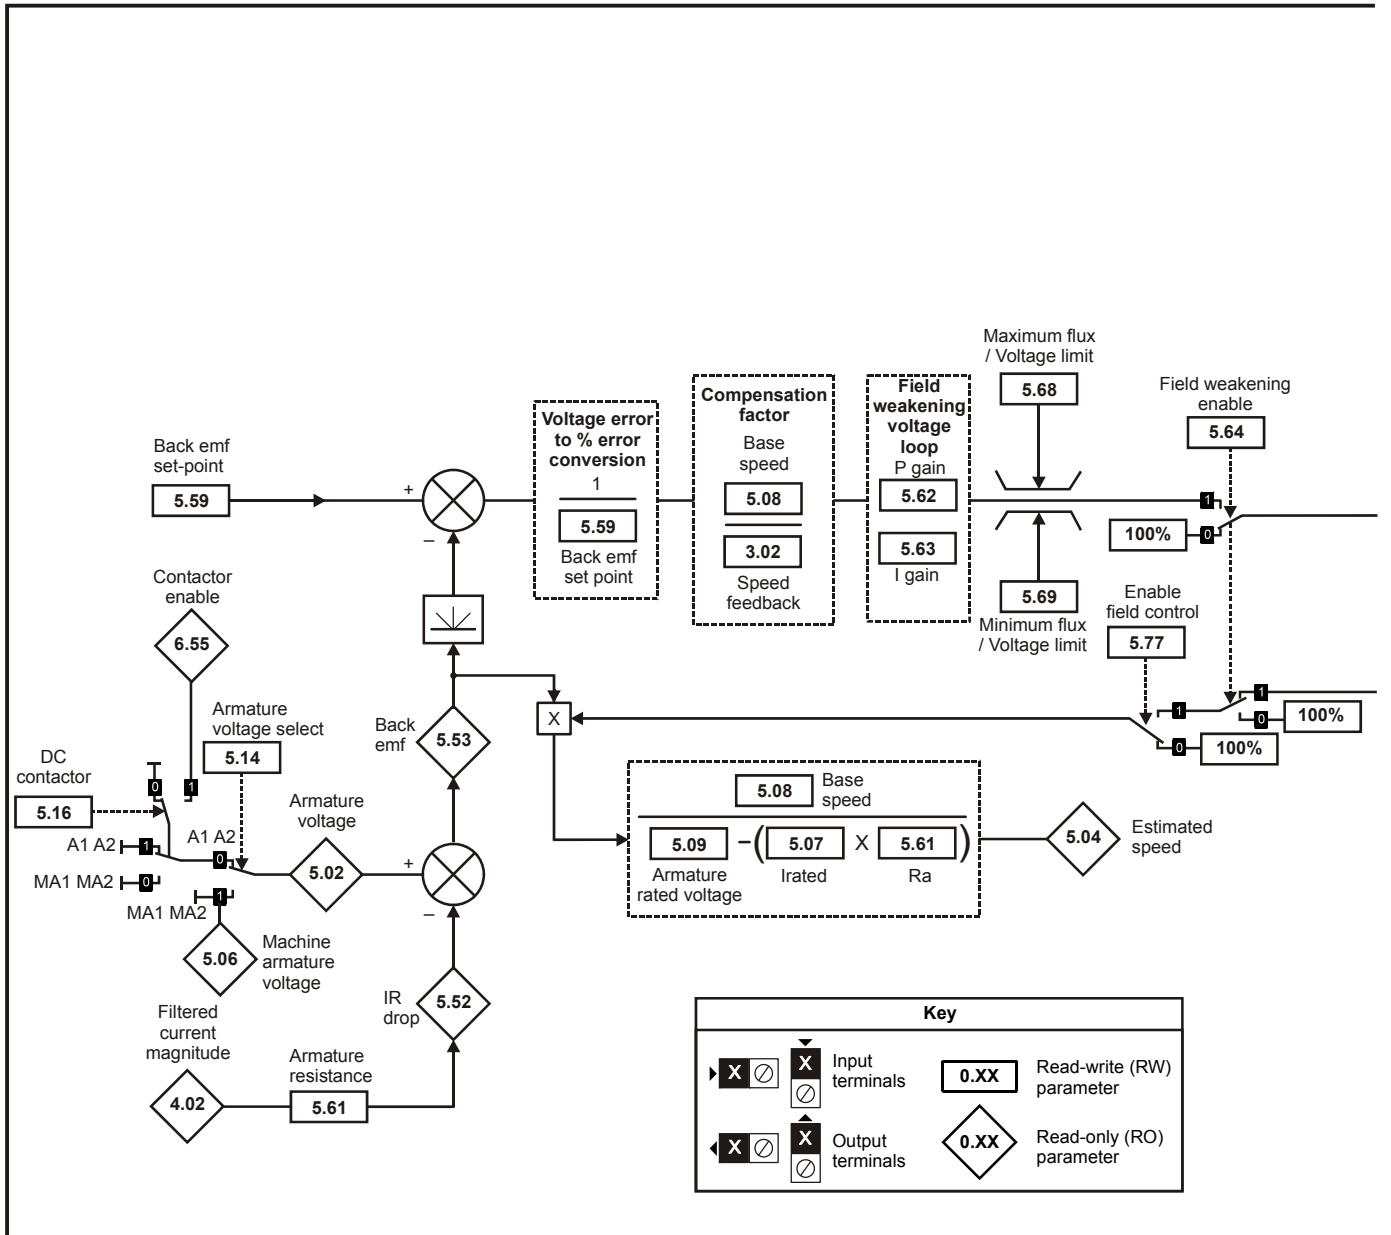 Maximum flux
/ Voltage limit
5.68
Field weakening
enable
5.64
Back emf
set-point
5.59
+
–
Voltage error
to % error
conversion
1
5.59
Back emf
set point
Compensation
factor
Base
speed
5.08
3.02
Speed
feedback
Field
weakening
voltage
loop
P gain
5.62
5.63
I gain
5.69
Minimum flux
/ Voltage limit
1
100%
0
Enable
field control
5.77
1
1
0
100%
0
100%
Contactor
enable
6.55
Armature
voltage select
5.14
DC
contactor
5.16
0
1
A1 A2
1
A1 A2
0
MA1 MA2
0
MA1 MA2
1
5.06
Machine
armature
voltage
Armature
voltage
5.02
+
–
Back
emf
5.53
X
5.08
Base
speed
5.09
–
(
5.07
X
5.61
)
Armature
rated voltage
Irated
Ra
5.04
Estimated
speed
IR
drop
5.52
Filtered
current
magnitude
4.02
Armature
resistance
5.61
Key
X
X
Input
terminals
0.XX
Read-write (RW)
parameter
X
X
Output
terminals
0.XX
Read-only (RO)
parameter